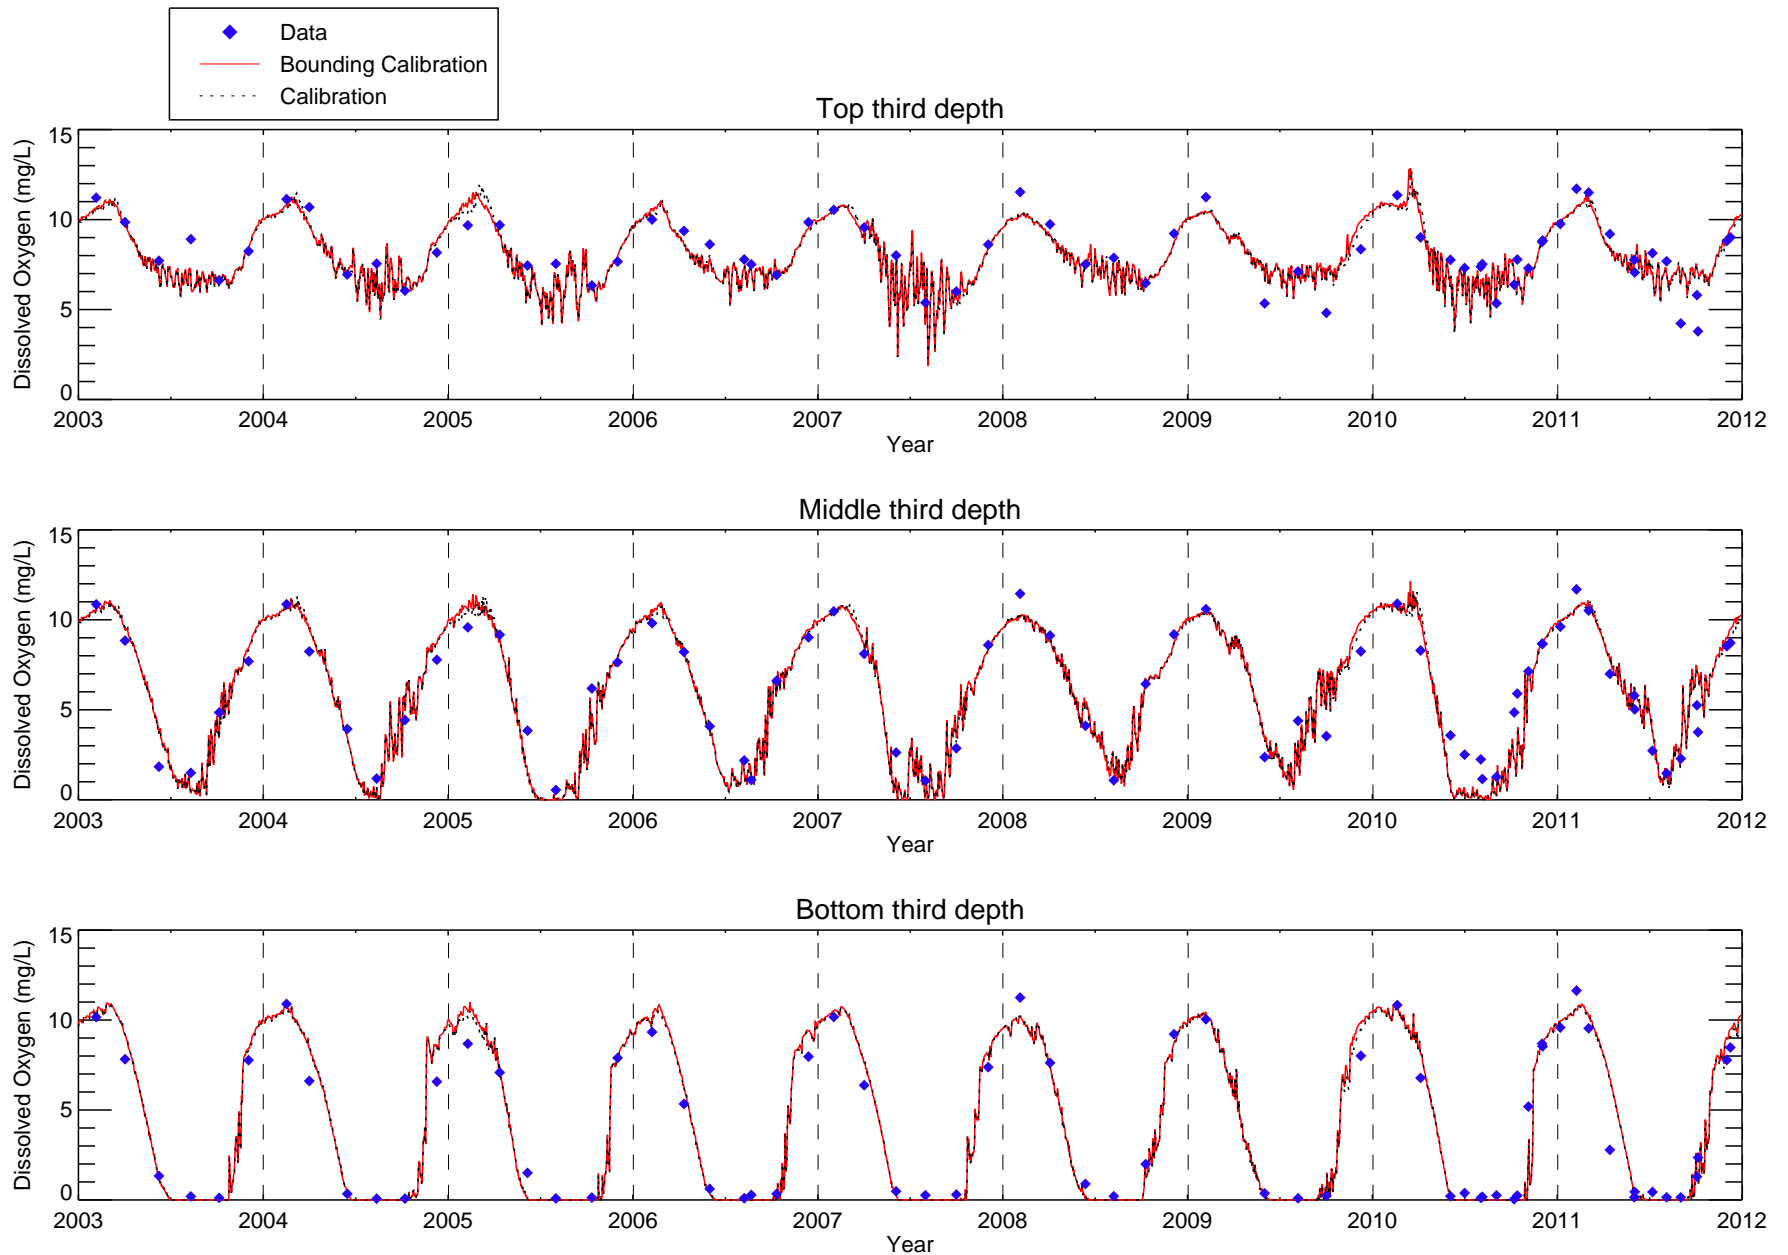 Data
Bounding Calibration
Calibration
Top third depth
Dissolved Oxygen (mg/L)
15
10
5
0
2003 2004 2005 2006 2007 2008 2009 2010 2011 2012
Year
Middle third depth
Dissolved Oxygen (mg/L)
15
10
5
0
2003 2004 2005 2006 2007 2008 2009 2010 2011 2012
Year
Bottom third depth
Dissolved Oxygen (mg/L)
15
10
5
0
2003 2004 2005 2006 2007 2008 2009 2010 2011 2012
Year